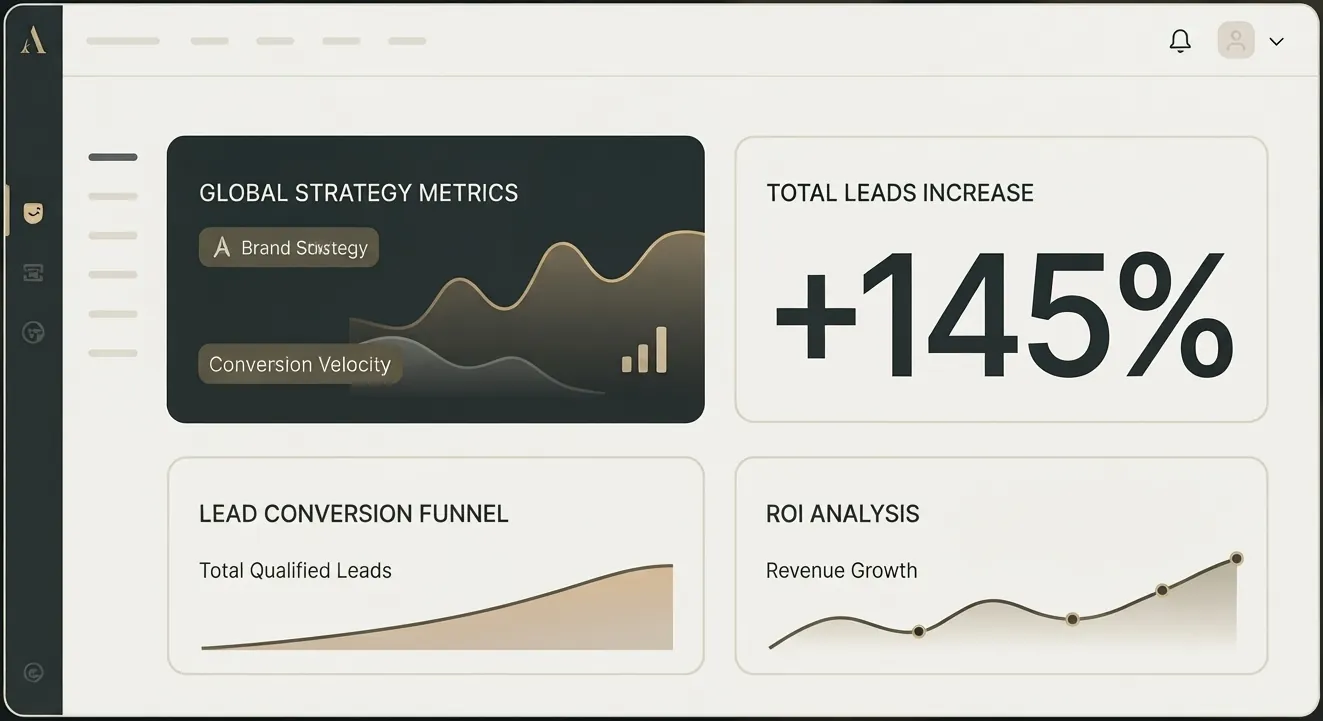 GLOBAL STRATEGY METRICS
Brand
Conversion Velocity
TOTAL LEADS INCREASE
+145%
LEAD CONVERSION FUNNEL
Total Qualified Leads
ROI ANALYSIS
Revenue Growth